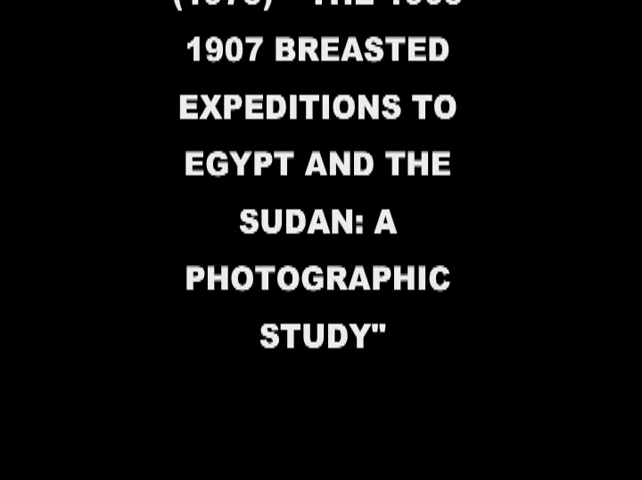 1907 BREASTED
EXPEDITIONS TO
EGYPT AND THE
SUDAN: A
PHOTOGRAPHIC
STUDY"